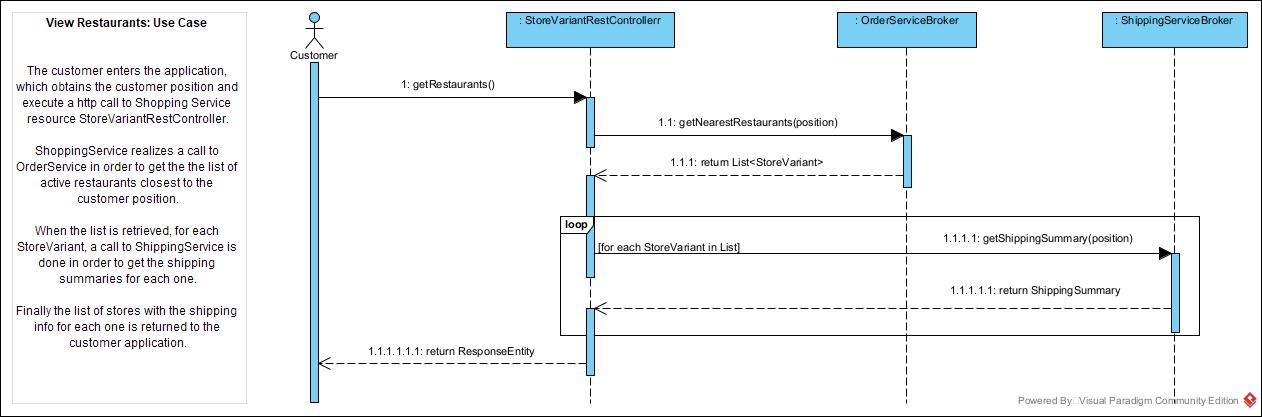 View Restaurants: Use Case
The customer enters the application,
which obtains the customer position and
execute a http call to Shopping Service
resource StoreVariantRestController.
ShoppingService realizes a call to
OrderService in order to get the the list of
active restaurants closest to the
customer position.
When the list is retrieved, for each
StoreVariant, a call to ShippingService is
done in order to get the shipping
summaries for each one.
Finally the list of stores with the shipping
info for each one is returned to the
customer application.
Customer
: StoreVariantRestControllerr
: OrderServiceBroker
: ShippingServiceBroker
1: getRestaurants()
1.1: getNearestRestaurants(position)
1.1.1: return List<StoreVariant>
loop
[for each StoreVariant in List]
1.1.1.1: getShippingSummary(position)
1.1.1.1.1: return ShippingSummary
1.1.1.1.1.1: return ResponseEntity
Powered By Visual Paradigm Community Edition